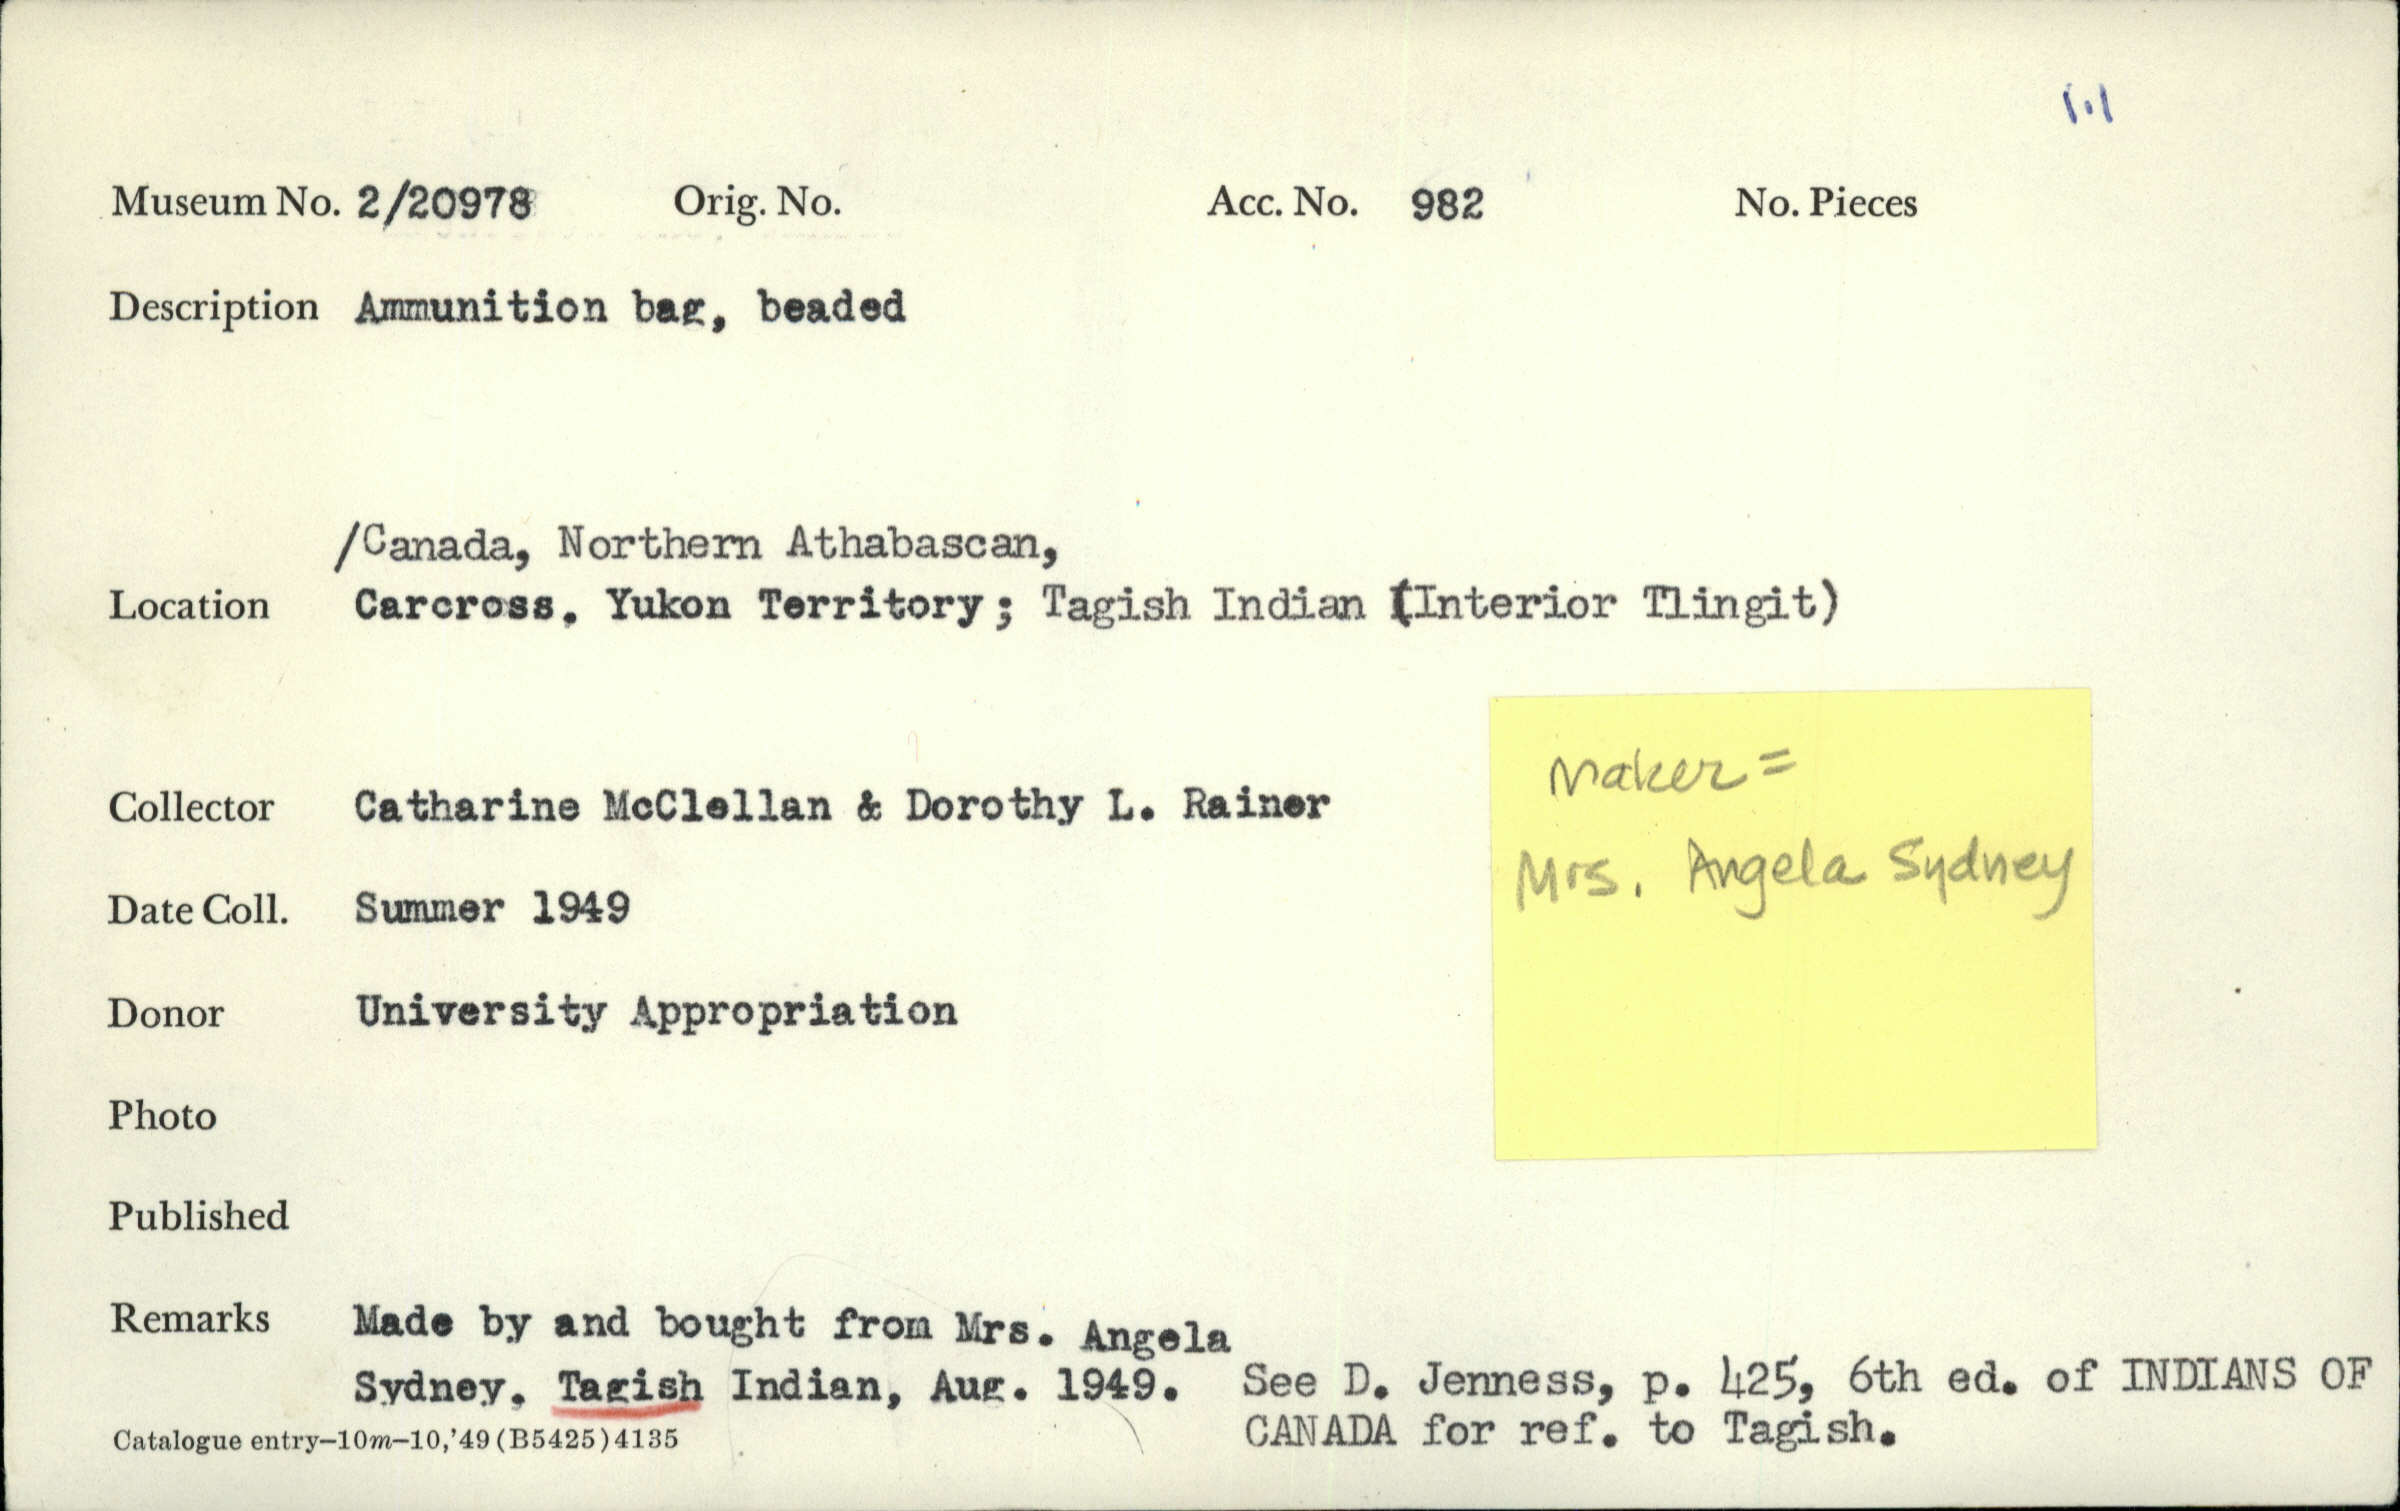 1.1
Museum No. 2/20978 Orig. No. Acc. No. 982 No. Pieces
Description Ammunition bag, beaded
/Canada, Northern Athabascan,
Location Carcross, Yukon Territory; Tagish Indian (Interior Tlingit)
Maker =
Mrs. Angela Sydney
Collector Catharine McClellan & Dorothy L. Rainer
Date Coll. Summer 1949
Donor University Appropriation
Photo
Published
Remarks Made by and bought from Mrs. Angela
Sydney, Tagish Indian, Aug. 1949. See D. Jenness, p. 425, 6th ed. of INDIANS OF
CANADA for ref. to Tagish.
Catalogue entry–10m–10,'49 (B5425)4135